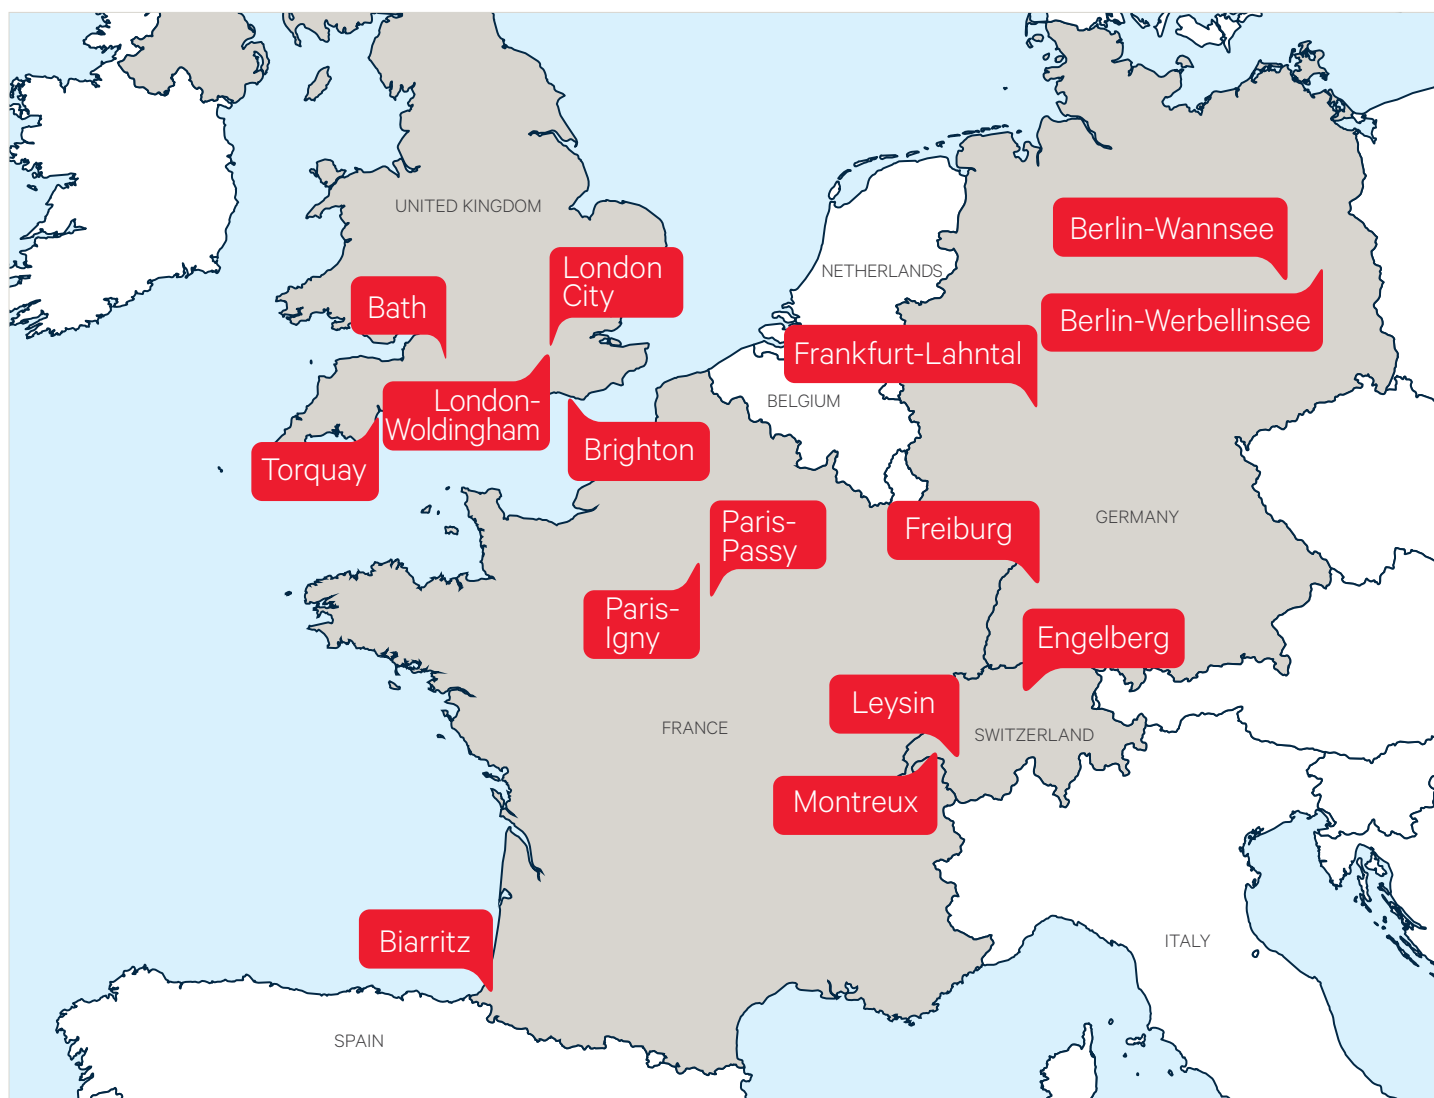 UNITED KINGDOM
Berlin-Wannsee
London
City
NETHERLANDS
Bath
Berlin-Werbellinsee
Frankfurt-Lahntal
London-
Woldingham
BELGIUM
Brighton
Torquay
Paris-
Passy
Freiburg
GERMANY
Paris-
Igny
Engelberg
Leysin
FRANCE
SWITZERLAND
Montreux
Biarritz
ITALY
SPAIN